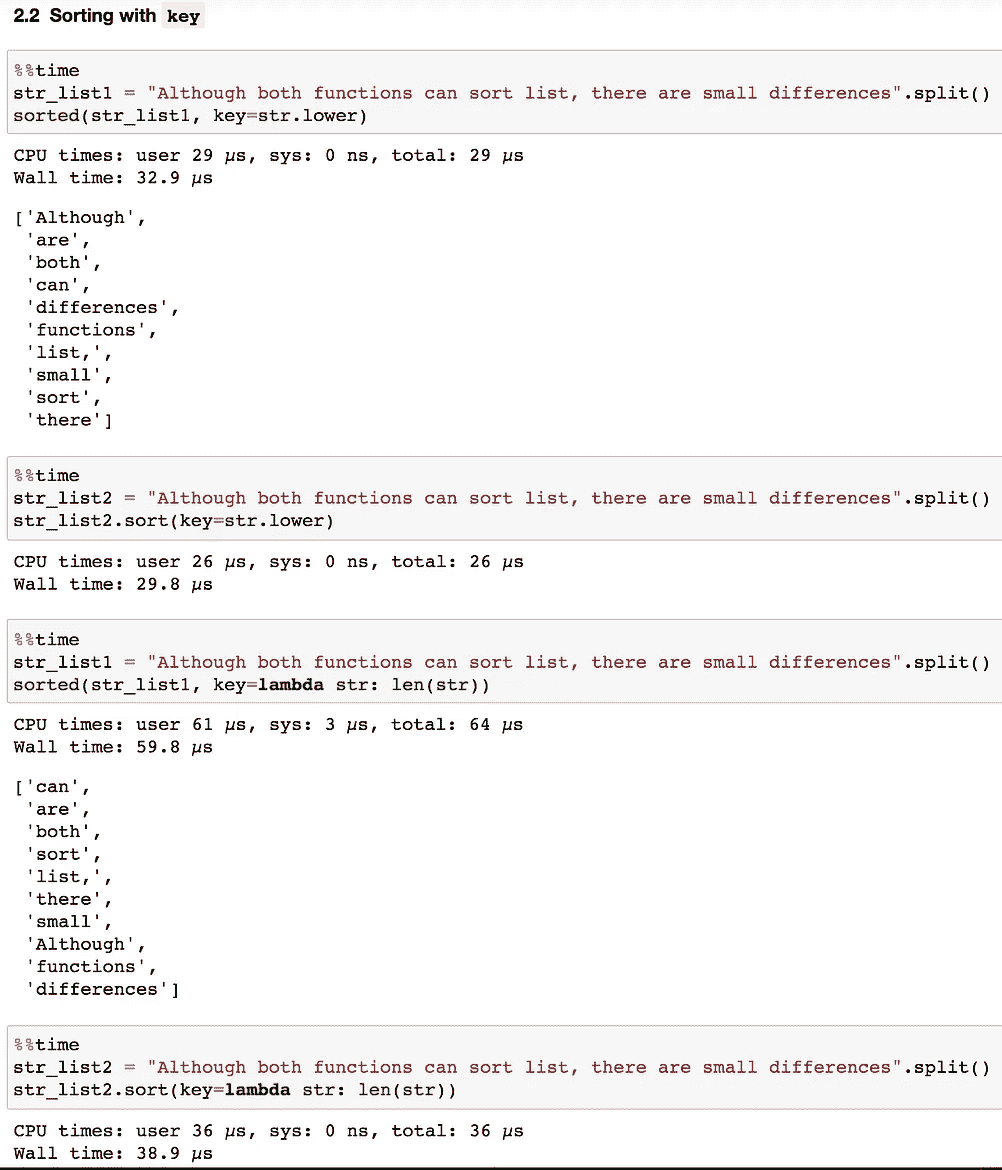 2.2 Sorting with key
%%time
str_list1 = "Although both functions can sort list, there are small differences".split()
sorted(str_list1, key=str.lower)
CPU times: user 29 µs, sys: 0 ns, total: 29 µs
Wall time: 32.9 µs
['Although',
 'are',
 'both',
 'can',
 'differences',
 'functions',
 'list,',
 'small',
 'sort',
 'there']
%%time
str_list2 = "Although both functions can sort list, there are small differences".split()
str_list2.sort(key=str.lower)
CPU times: user 26 µs, sys: 0 ns, total: 26 µs
Wall time: 29.8 µs
%%time
str_list1 = "Although both functions can sort list, there are small differences".split()
sorted(str_list1, key=lambda str: len(str))
CPU times: user 61 µs, sys: 3 µs, total: 64 µs
Wall time: 59.8 µs
['can',
 'are',
 'both',
 'sort',
 'list,',
 'there',
 'small',
 'Although',
 'functions',
 'differences']
%%time
str_list2 = "Although both functions can sort list, there are small differences".split()
str_list2.sort(key=lambda str: len(str))
CPU times: user 36 µs, sys: 0 ns, total: 36 µs
Wall time: 38.9 µs